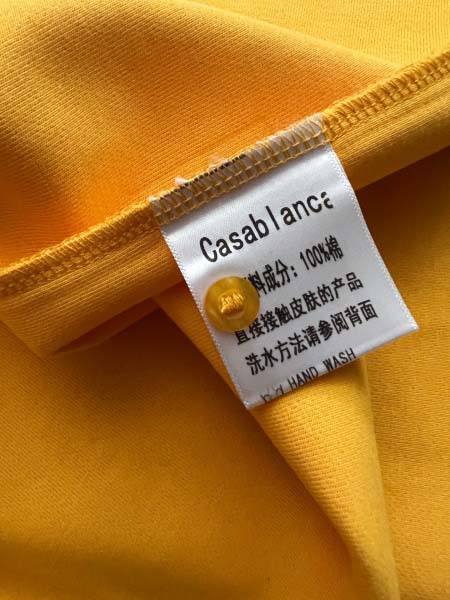 Casablanca
料成分: 100%棉
直接接触皮肤的产品
洗水方法请参阅背面
HAND WASH